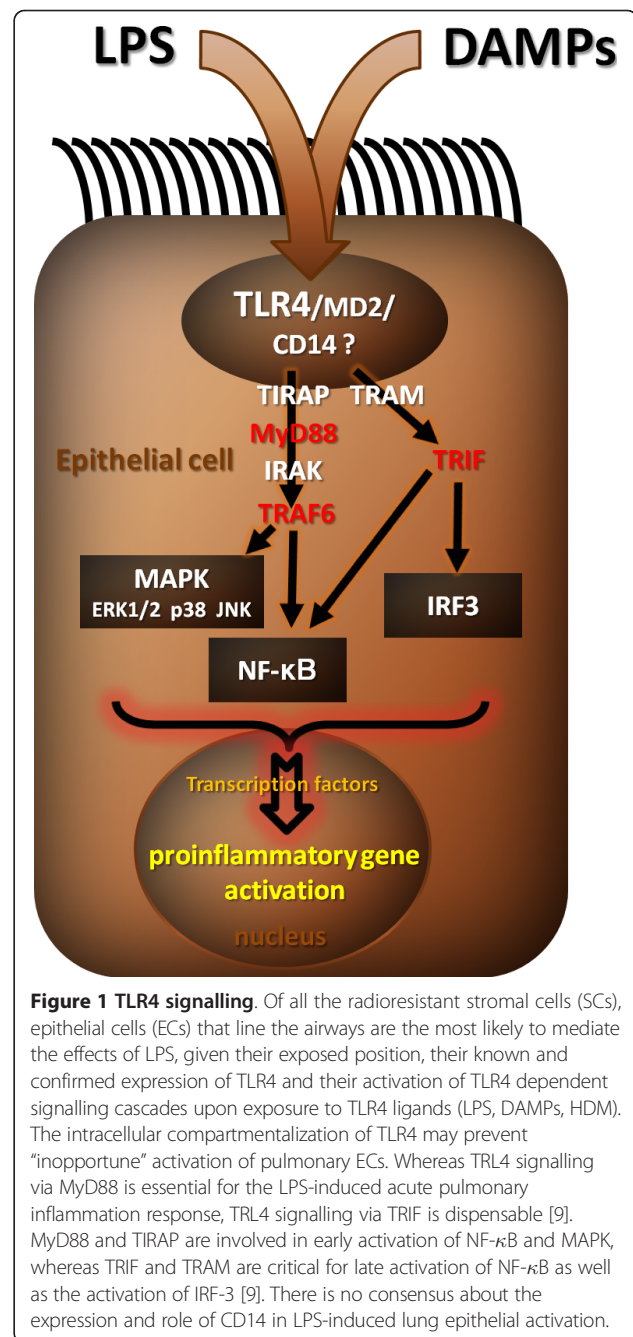 LPS DAMPs
TLR4/MD2/
CD14 ?
TIRAP TRAM
MyD88
Epithelial cell
IRAK
TRIF
TRAF6
MAPK
ERK1/2 p38 JNK
IRF3
NF-κB
Transcription factors
proinflammatory gene
activation
nucleus
Figure 1 TLR4 signalling. Of all the radioresistant stromal cells (SCs),
epithelial cells (ECs) that line the airways are the most likely to mediate
the effects of LPS, given their exposed position, their known and
confirmed expression of TLR4 and their activation of TLR4 dependent
signalling cascades upon exposure to TLR4 ligands (LPS, DAMPs, HDM).
The intracellular compartmentalization of TLR4 may prevent
“inopportune” activation of pulmonary ECs. Whereas TRL4 signalling
via MyD88 is essential for the LPS-induced acute pulmonary
inflammation response, TRL4 signalling via TRIF is dispensable [9].
MyD88 and TIRAP are involved in early activation of NF-κB and MAPK,
whereas TRIF and TRAM are critical for late activation of NF-κB as well
as the activation of IRF-3 [9]. There is no consensus about the
expression and role of CD14 in LPS-induced lung epithelial activation.